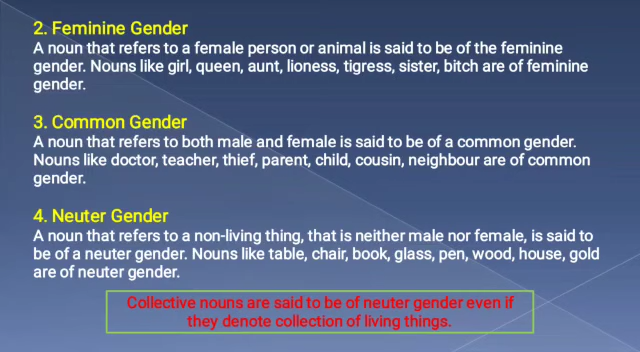 2. Feminine Gender
A noun that refers to a female person or animal is said to be of the feminine
gender. Nouns like girl, queen, aunt, lioness, tigress, sister, bitch are of feminine
gender.
3. Common Gender
A noun that refers to both male and female is said to be of a common gender.
Nouns like doctor, teacher, thief, parent, child, cousin, neighbour are of common
gender.
4. Neuter Gender
A noun that refers to a non-living thing, that is neither male nor female, is said to
be of a neuter gender. Nouns like table, chair, book, glass, pen, wood, house, gold
are of neuter gender.
Collective nouns are said to be of neuter gender even if
they denote collection of living things.